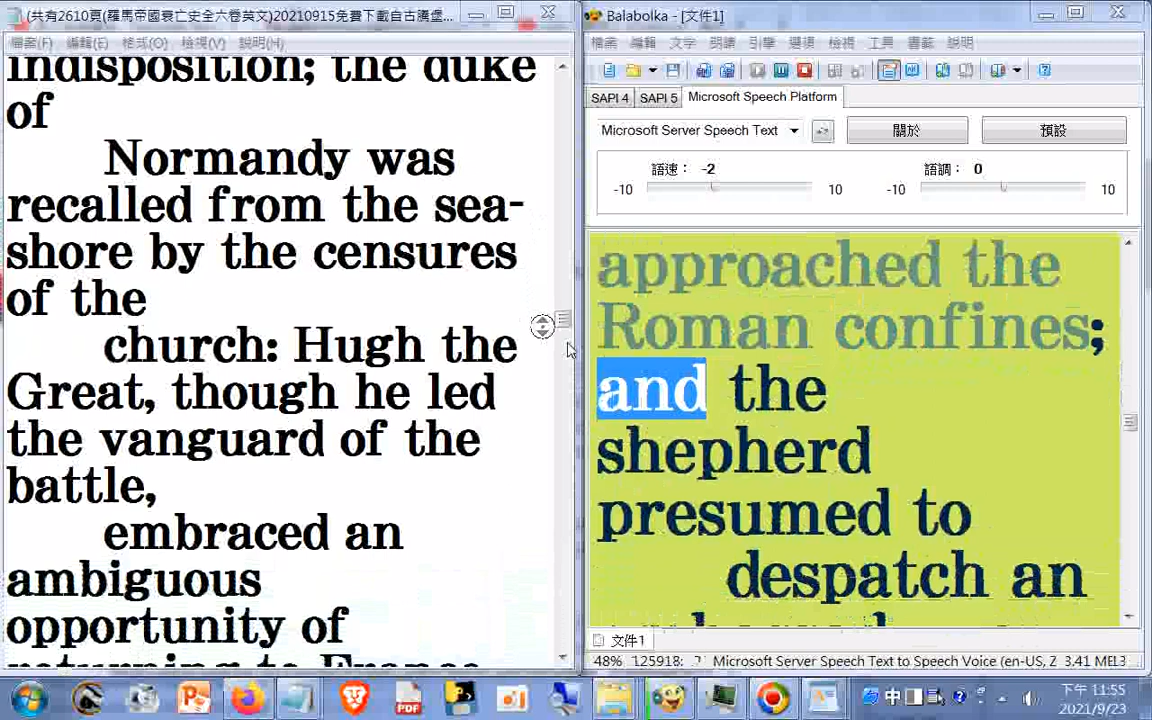 (共有2610頁(羅馬帝國衰亡史全六卷英文)20210915免費下載自古騰堡...
檔案(F) 編輯(E) 格式(O) 檢視(V) 說明(H)
indisposition; the duke
of
Normandy was
recalled from the sea-
shore by the censures
of the
church: Hugh the
Great, though he led
the vanguard of the
battle,
embraced an
ambiguous
opportunity of
returning to France
Balabolka - [文件1]
檔案 編輯 文字 朗讀 引擎 選項 檢視 工具 書籤 說明
SAPI 4 SAPI 5 Microsoft Speech Platform
Microsoft Server Speech Text 關於 預設
語速： -2 語調： 0
-10 10 -10 10
approached the
Roman confines;
and the
shepherd
presumed to
despatch an
文件1
48% 125918: Microsoft Server Speech Text to Speech Voice (en-US, Z 3.41 МЕL3
中
下午 11:55
2021/9/23